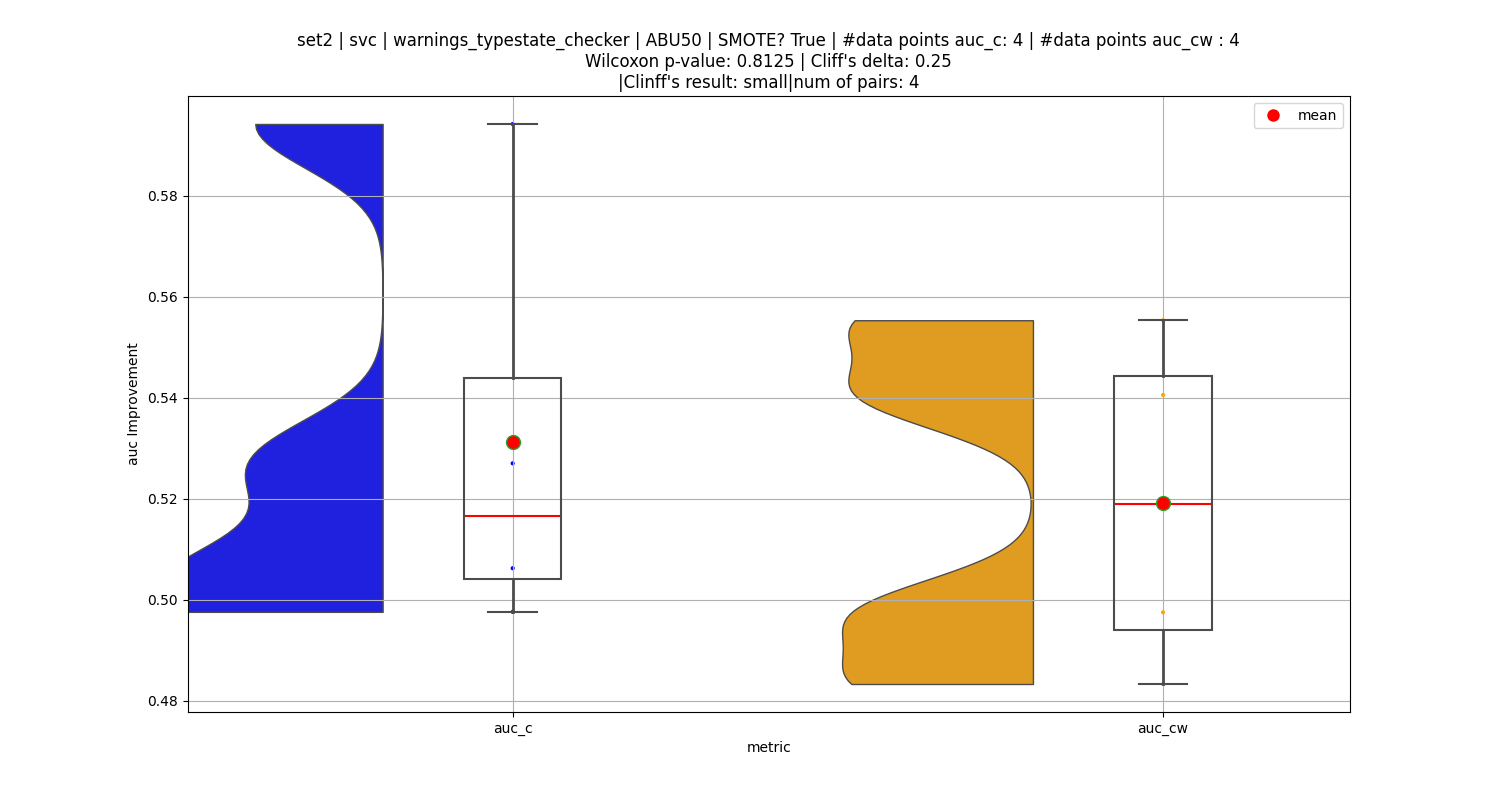 set2 | svc | warnings_typestate_checker | ABU50 | SMOTE? True | #data points auc_c: 4 | #data points auc_cw : 4
Wilcoxon p-value: 0.8125 | Cliff's delta: 0.25
|Clinff's result: small|num of pairs: 4
mean
0.58
0.56
0.54
0.52
0.50
0.48
auc Improvement
auc_c
auc_cw
metric